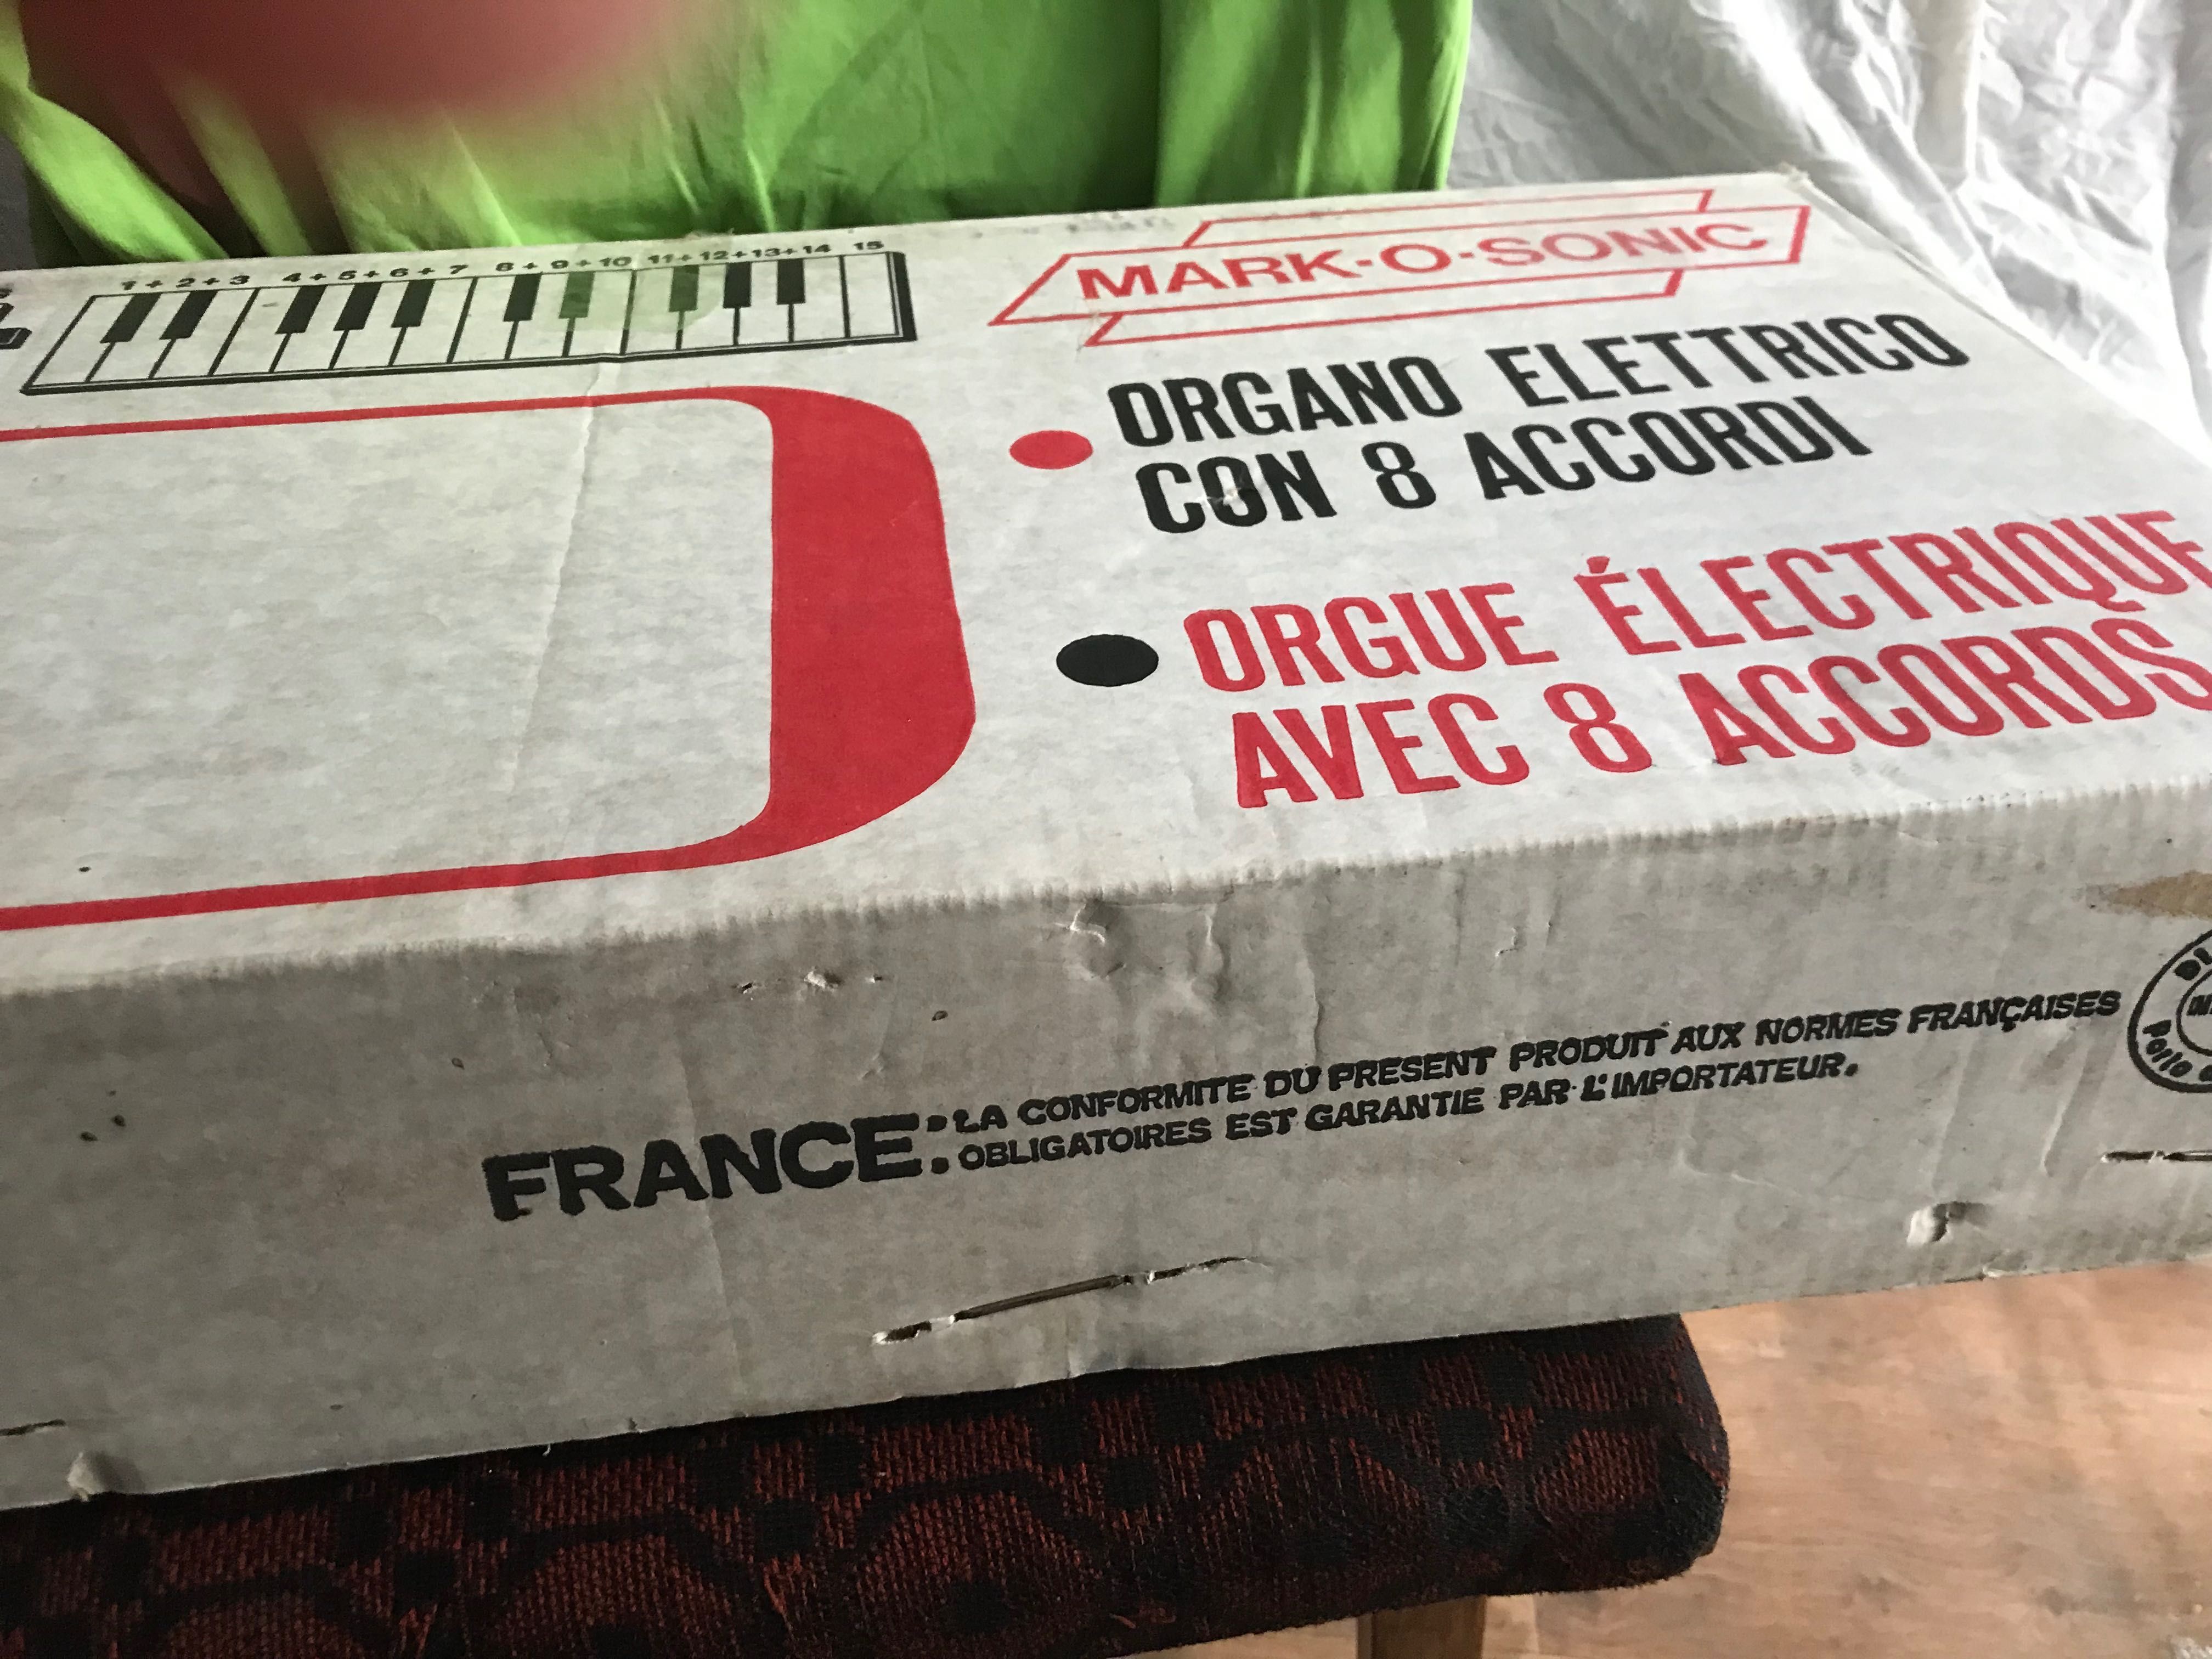 1+2+3 4+5+6+7 8+9+10 11+12+13+14 15
MARK·O·SONIC
ORGANO ELETTRICO
CON 8 ACCORDI
ORGUE ÉLECTRIQUE
AVEC 8 ACCORDS
FRANCE:
LA CONFORMITE DU PRESENT PRODUIT AUX NORMES FRANÇAISES
OBLIGATOIRES EST GARANTIE PAR L'IMPORTATEUR.